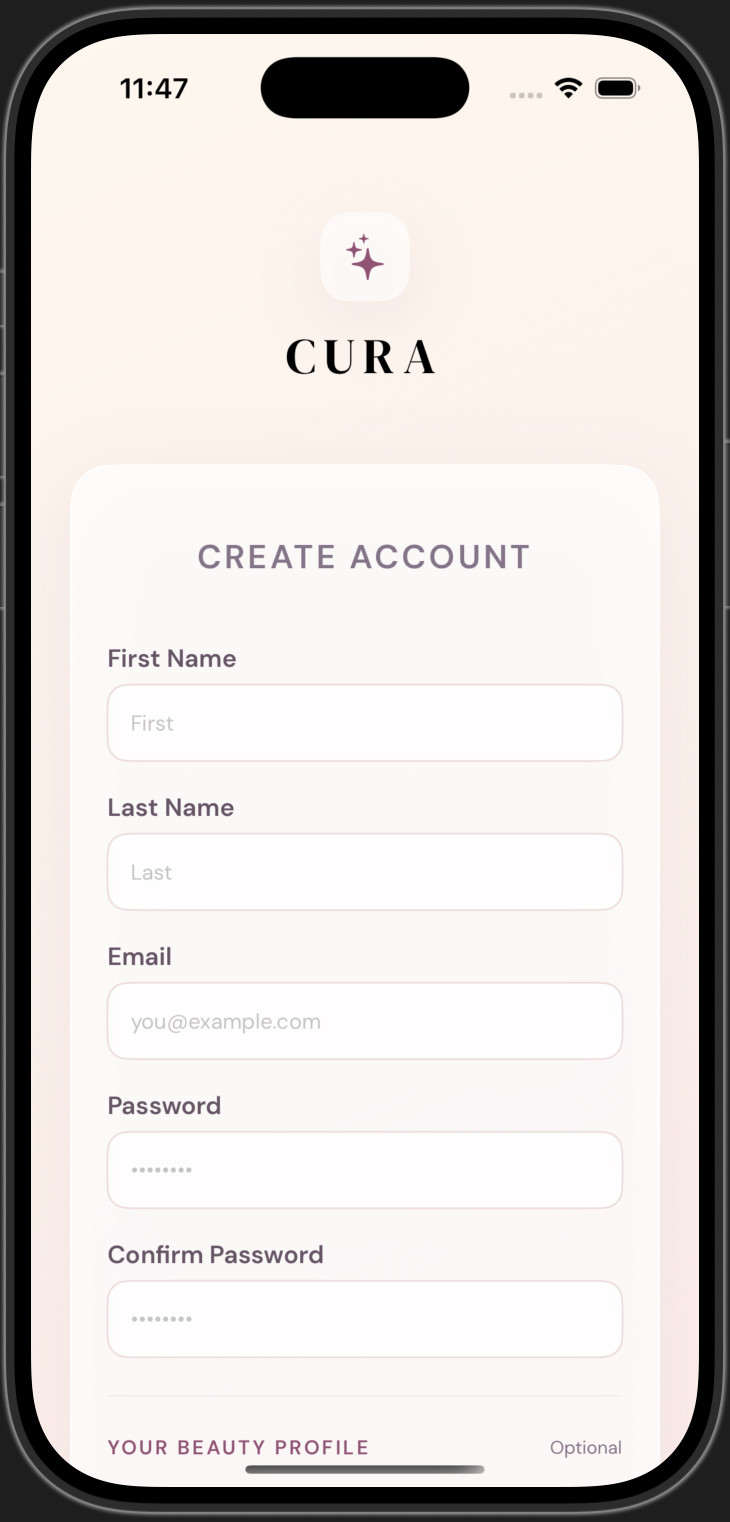 11:47
CURA
CREATE ACCOUNT
First Name
First
Last Name
Last
Email
you@example.com
Password
••••••••
Confirm Password
••••••••
YOUR BEAUTY PROFILE Optional